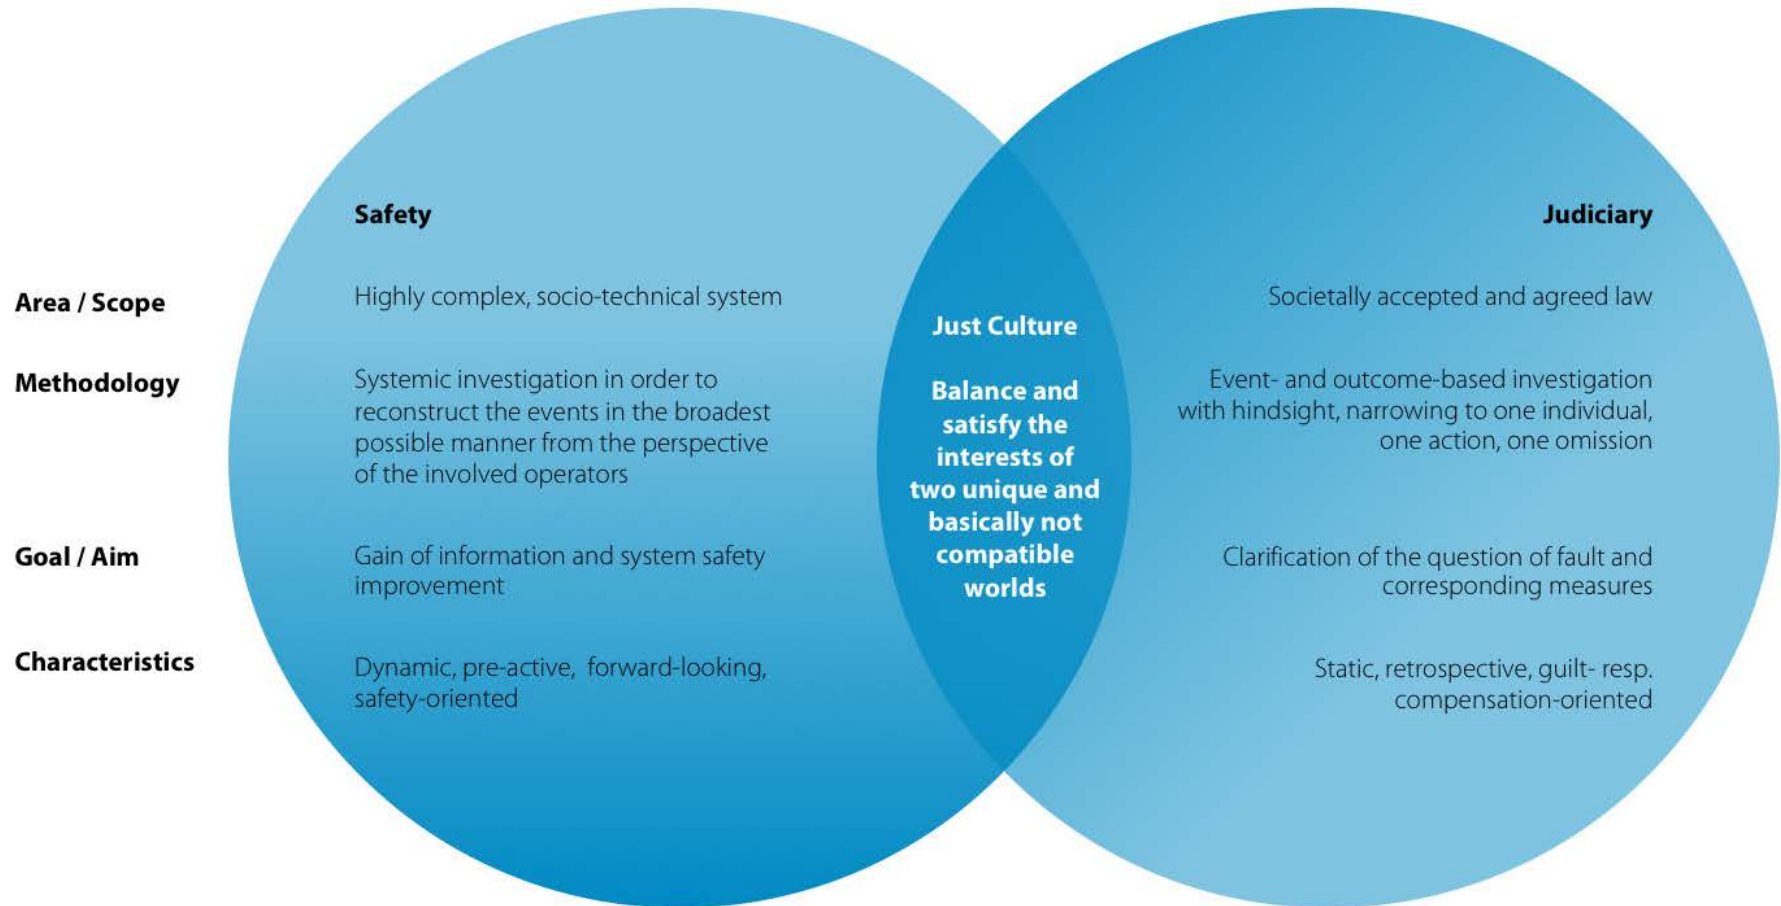 Safety
Judiciary
Area / Scope
Highly complex, socio-technical system
Societally accepted and agreed law
Methodology
Systemic investigation in order to
reconstruct the events in the broadest
possible manner from the perspective
of the involved operators
Event- and outcome-based investigation
with hindsight, narrowing to one individual,
one action, one omission
Goal / Aim
Gain of information and system safety
improvement
Clarification of the question of fault and
corresponding measures
Characteristics
Dynamic, pre-active, forward-looking,
safety-oriented
Static, retrospective, guilt- resp.
compensation-oriented
Just Culture
Balance and
satisfy the
interests of
two unique and
basically not
compatible
worlds